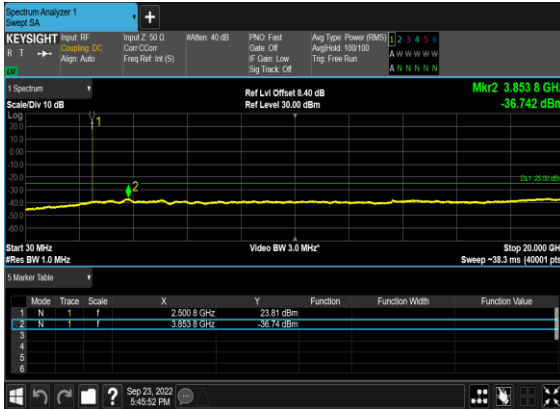 Spectrum Analyzer 1
Swept SA
+
KEYSIGHT
R T
LV
Input: RF
Coupling: DC
Align: Auto
Input Z: 50 Ω
Corr CCorr
Freq Ref: Int (S)
#Atten: 40 dB
PNO: Fast
Gate: Off
IF Gain: Low
Sig Track: Off
Avg Type: Power (RMS)
Avg|Hold: 100/100
Trig: Free Run
1 2 3 4 5 6
A W W W W W
A N N N N N
1 Spectrum
Scale/Div 10 dB
Ref Lvl Offset 8.40 dB
Ref Level 30.00 dBm
Mkr2 3.853 8 GHz
-36.742 dBm
Log
20.0
10.0
0.00
-10.0
-20.0
-30.0
-40.0
-50.0
-60.0
1
2
DL1 -25.00 dBm
Start 30 MHz
#Res BW 1.0 MHz
Video BW 3.0 MHz*
Stop 20.000 GHz
Sweep ~38.3 ms (40001 pts)
5 Marker Table
Mode Trace Scale X Y Function Function Width Function Value
1 N 1 f 2.500 8 GHz 23.81 dBm
2 N 1 f 3.853 8 GHz -36.74 dBm
3
4
5
6
?
Sep 23, 2022
5:45:52 PM